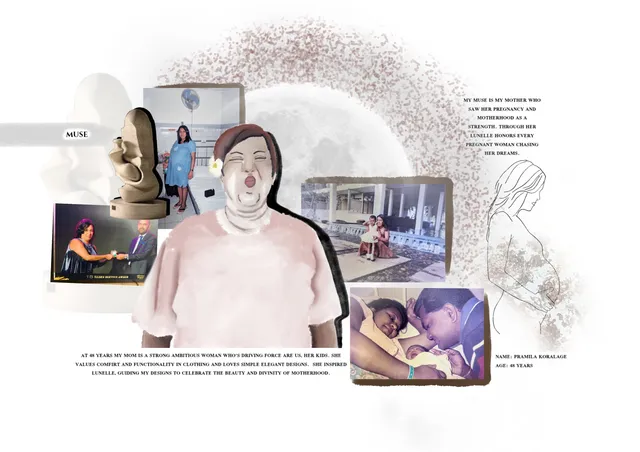 MUSE
MY MUSE IS MY MOTHER WHO
SAW HER PREGNANCY AND
MOTHERHOOD AS A
STRENGTH. THROUGH HER
LUNELLE HONORS EVERY
PREGNANT WOMAN CHASING
HER DREAMS.
AT 48 YEARS MY MOM IS A STRONG AMBITIOUS WOMAN WHO'S DRIVING FORCE ARE US, HER KIDS. SHE
VALUES COMFIRT AND FUNCTIONALITY IN CLOTHING AND LOVES SIMPLE ELEGANT DESIGNS. SHE INSPIRED
LUNELLE, GUIDING MY DESIGNS TO CELEBRATE THE BEAUTY AND DIVINITY OF MOTHERHOOD.
NAME: PRAMILA KORALAGE
AGE: 48 YEARS